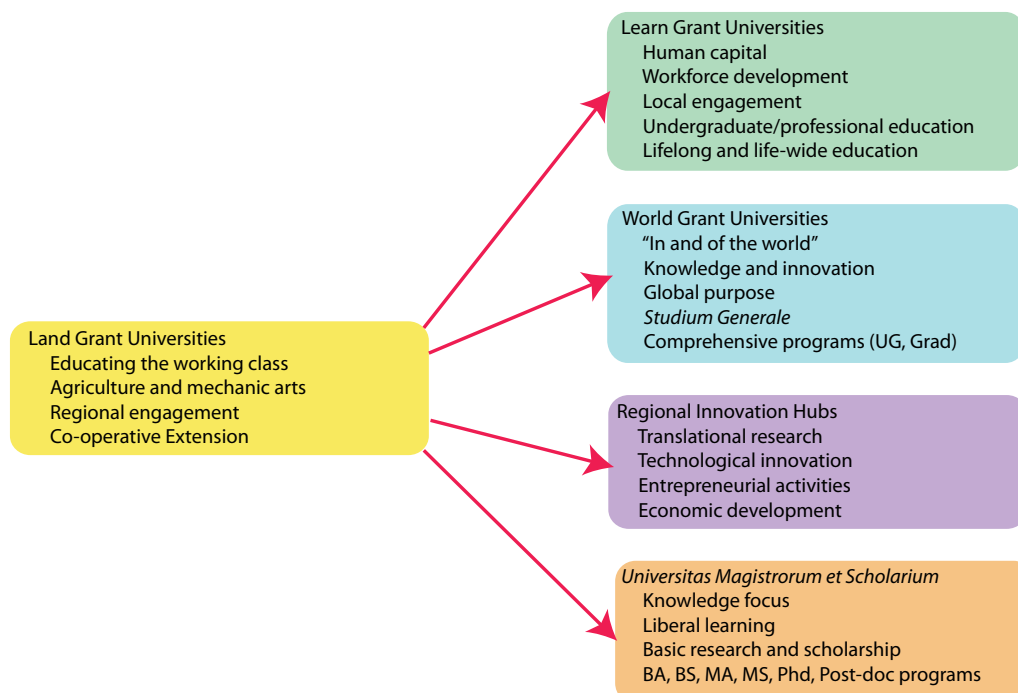 Learn Grant Universities
Human capital
Workforce development
Local engagement
Undergraduate/professional education
Lifelong and life-wide education
World Grant Universities
“In and of the world”
Knowledge and innovation
Global purpose
Studium Generale
Comprehensive programs (UG, Grad)
Land Grant Universities
Educating the working class
Agriculture and mechanic arts
Regional engagement
Co-operative Extension
Regional Innovation Hubs
Translational research
Technological innovation
Entrepreneurial activities
Economic development
Universitas Magistrorum et Scholarium
Knowledge focus
Liberal learning
Basic research and scholarship
BA, BS, MA, MS, Phd, Post-doc programs